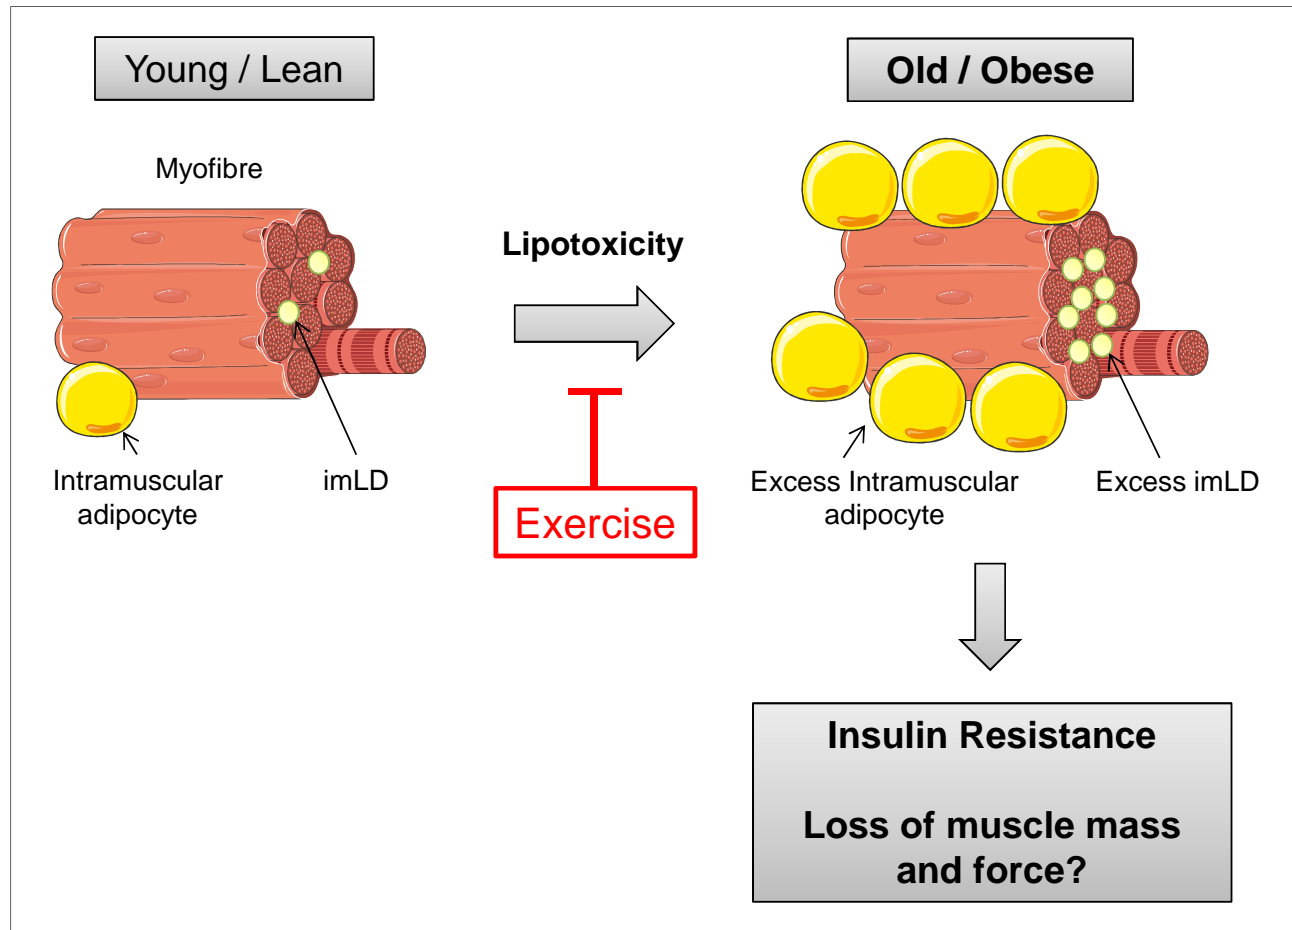 Young / Lean
Old / Obese
Myofibre
Lipotoxicity
Intramuscular
adipocyte
imLD
Exercise
Excess Intramuscular
adipocyte
Excess imLD
Insulin Resistance
Loss of muscle mass
and force?